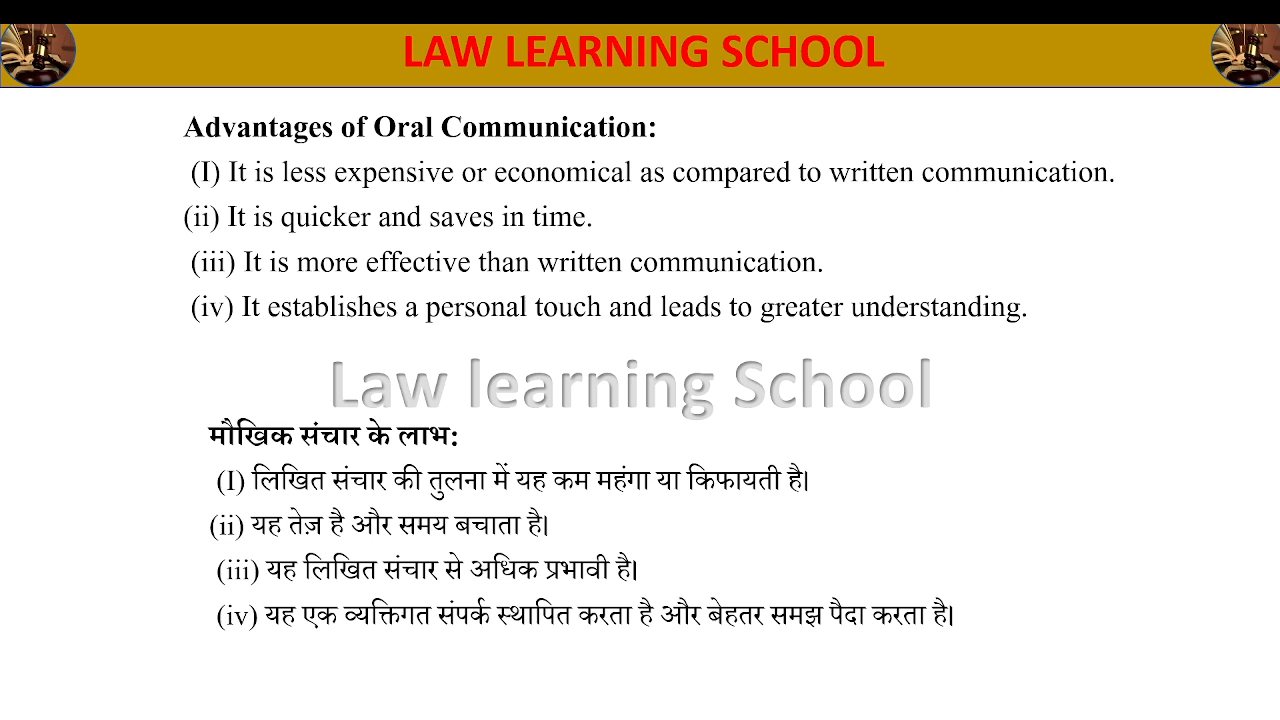 LAW LEARNING SCHOOL
Advantages of Oral Communication:
(I) It is less expensive or economical as compared to written communication.
(ii) It is quicker and saves in time.
(iii) It is more effective than written communication.
(iv) It establishes a personal touch and leads to greater understanding.
Law learning School
मौखिक संचार के लाभ:
(I) लिखित संचार की तुलना में यह कम महंगा या किफायती है।
(ii) यह तेज़ है और समय बचाता है।
(iii) यह लिखित संचार से अधिक प्रभावी है।
(iv) यह एक व्यक्तिगत संपर्क स्थापित करता है और बेहतर समझ पैदा करता है।